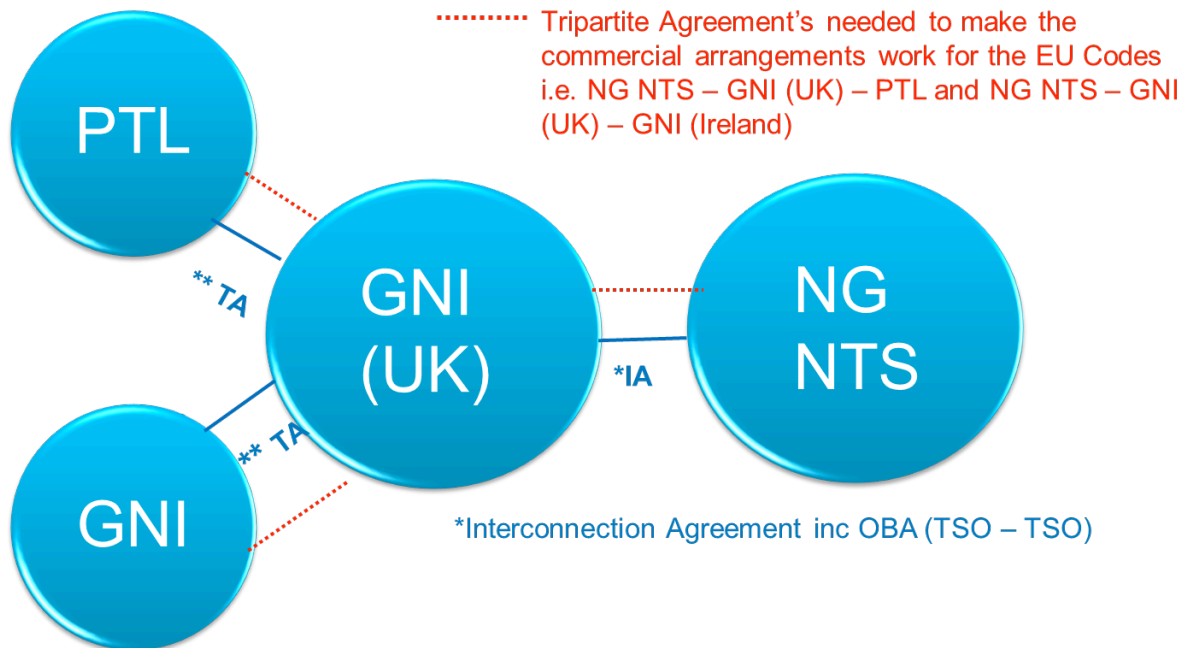 Tripartite Agreement's needed to make the
commercial arrangements work for the EU Codes
i.e. NG NTS – GNI (UK) – PTL and NG NTS – GNI
(UK) – GNI (Ireland)
PTL
** TA
GNI
(UK)
NG
NTS
*IA
** TA
GNI
*Interconnection Agreement inc OBA (TSO – TSO)